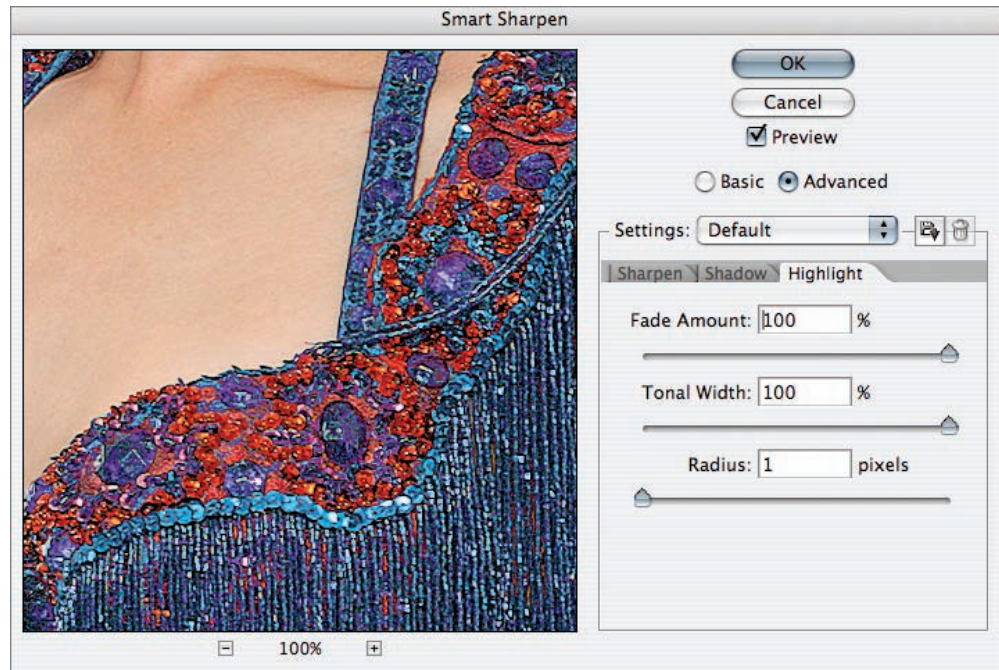 Smart Sharpen
OK
Cancel
Preview
Basic Advanced
Settings: Default
Sharpen Shadow Highlight
Fade Amount: 100 %
Tonal Width: 100 %
Radius: 1 pixels
100%